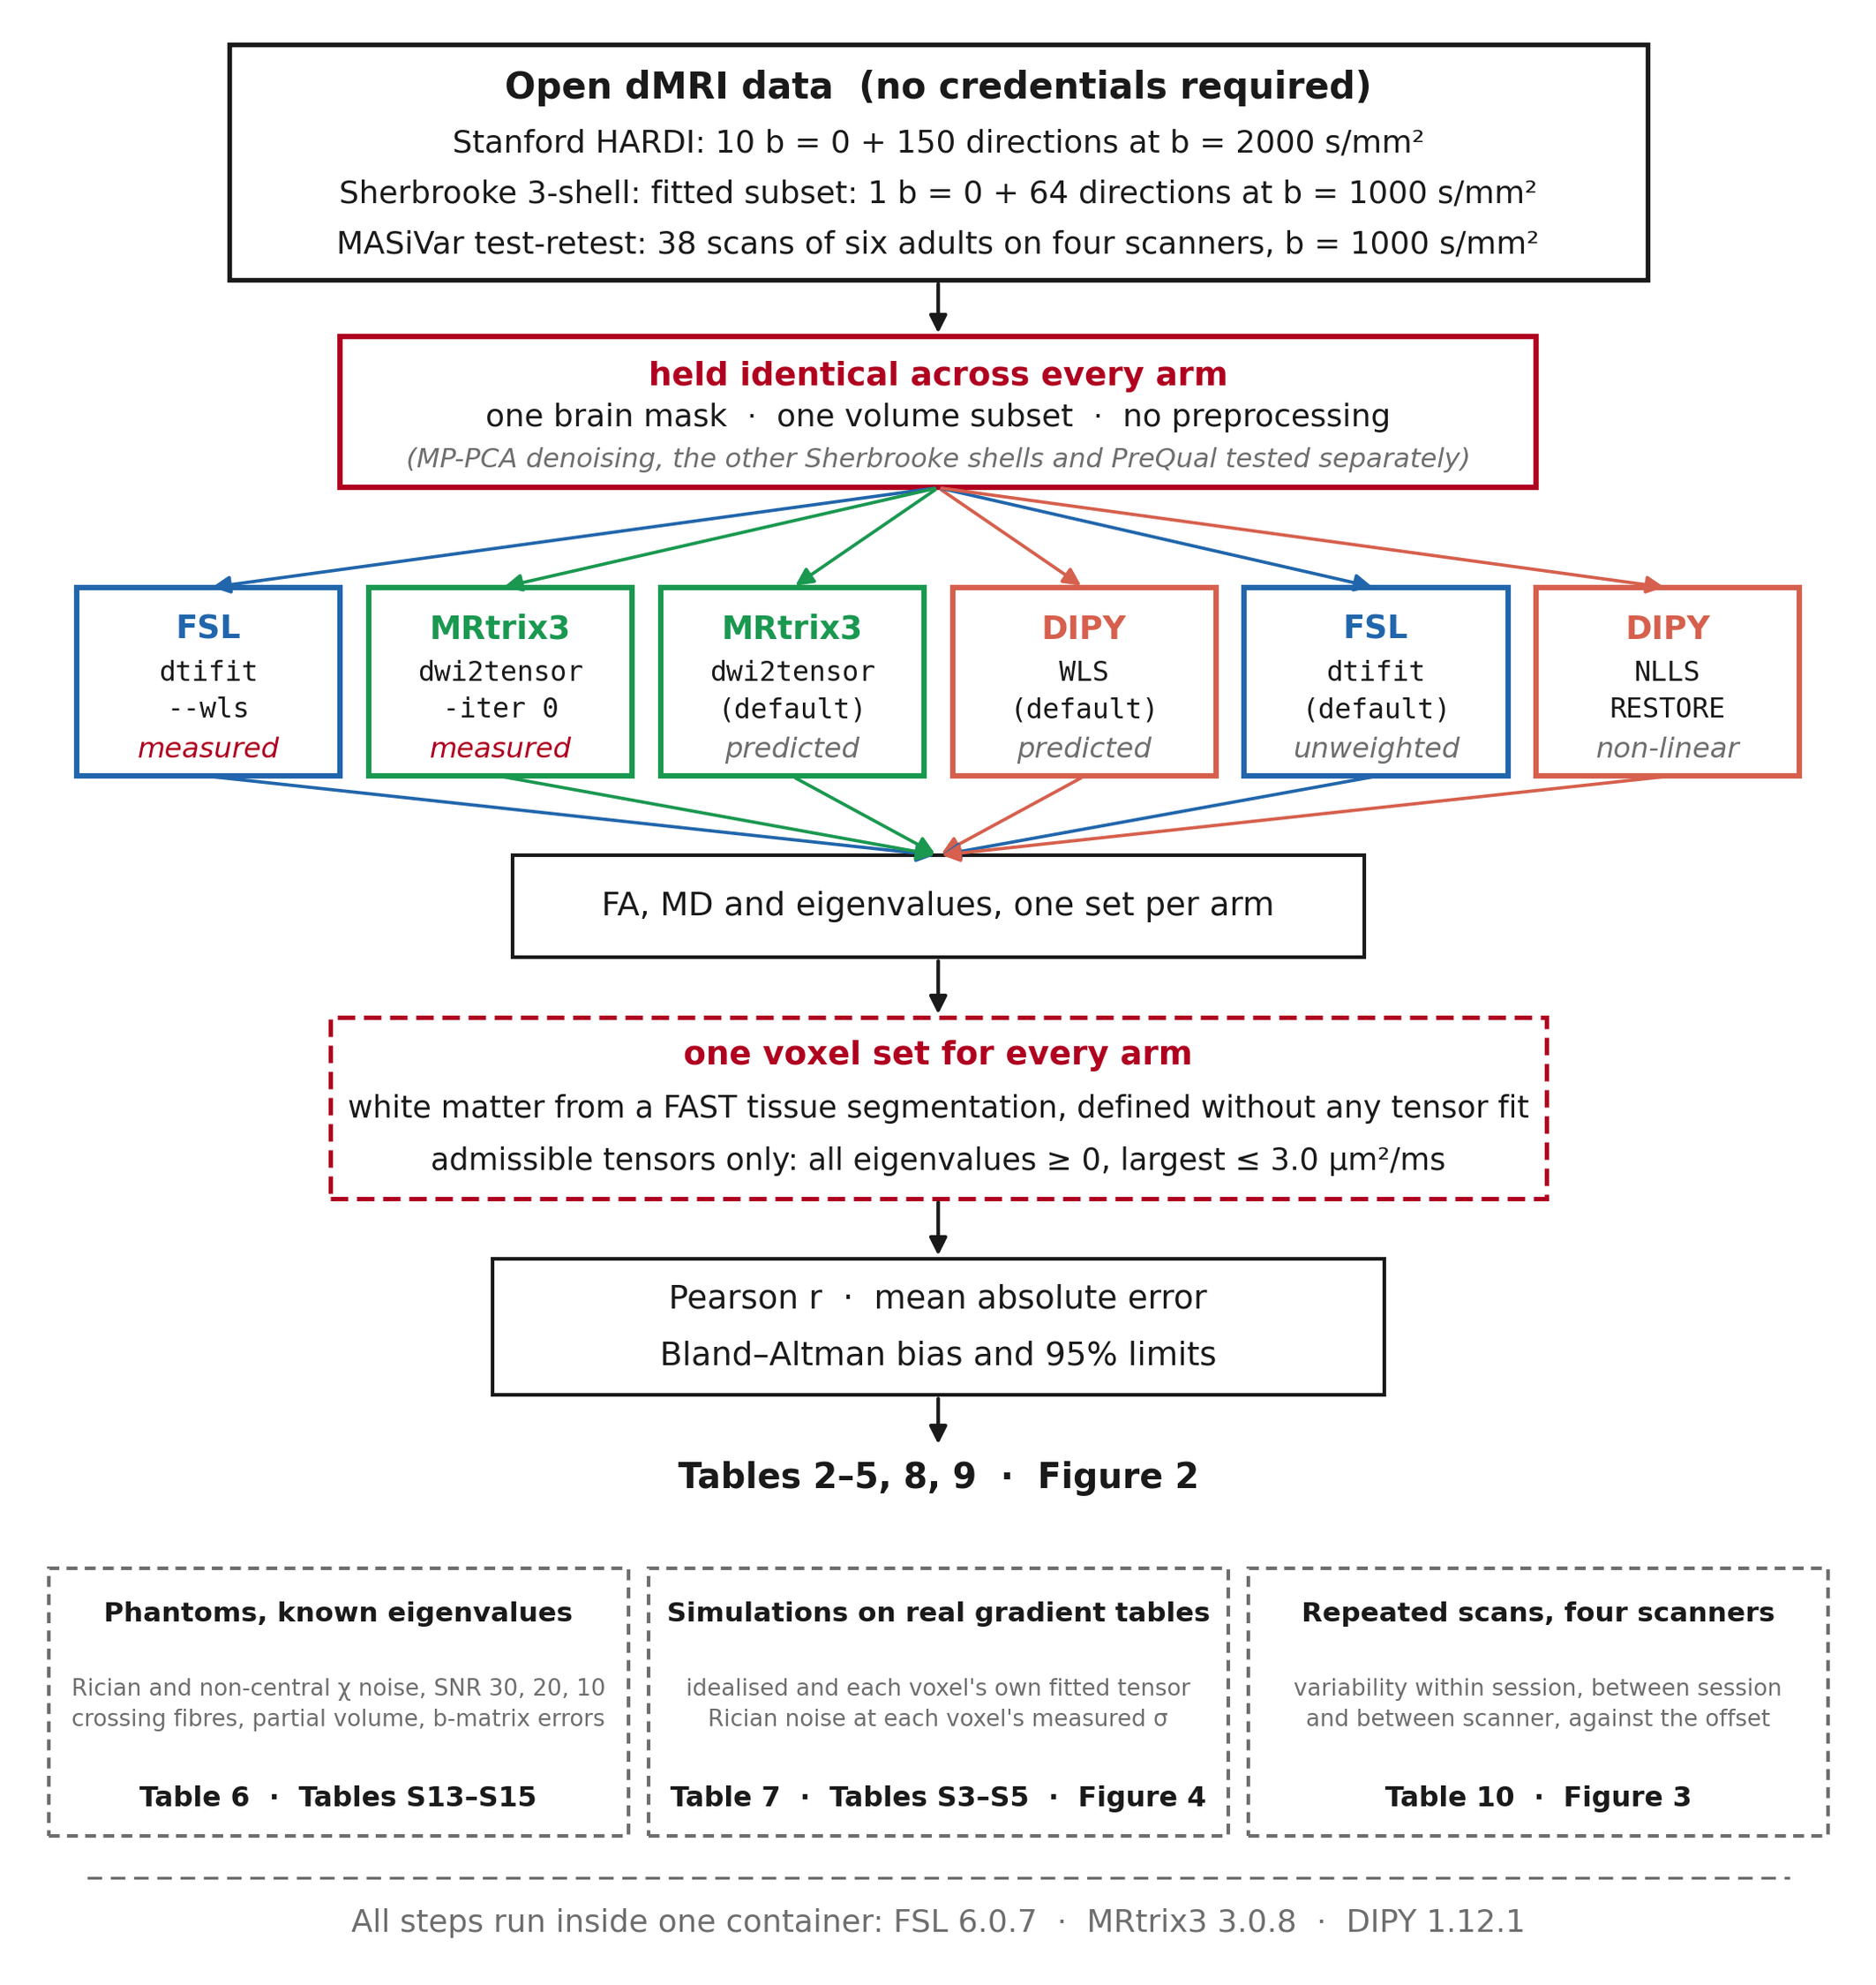 Open dMRI data (no credentials required)
Stanford HARDI: 10 b = 0 + 150 directions at b = 2000 s/mm²
Sherbrooke 3-shell: fitted subset: 1 b = 0 + 64 directions at b = 1000 s/mm²
MASiVar test-retest: 38 scans of six adults on four scanners, b = 1000 s/mm²
held identical across every arm
one brain mask · one volume subset · no preprocessing
(MP-PCA denoising, the other Sherbrooke shells and PreQual tested separately)
FSL
dtifit
--wls
measured
MRtrix3
dwi2tensor
-iter 0
measured
MRtrix3
dwi2tensor
(default)
predicted
DIPY
WLS
(default)
predicted
FSL
dtifit
(default)
unweighted
DIPY
NLLS
RESTORE
non-linear
FA, MD and eigenvalues, one set per arm
one voxel set for every arm
white matter from a FAST tissue segmentation, defined without any tensor fit
admissible tensors only: all eigenvalues ≥ 0, largest ≤ 3.0 μm²/ms
Pearson r · mean absolute error
Bland–Altman bias and 95% limits
Tables 2–5, 8, 9 · Figure 2
Phantoms, known eigenvalues
Rician and non-central χ noise, SNR 30, 20, 10
crossing fibres, partial volume, b-matrix errors
Table 6 · Tables S13–S15
Simulations on real gradient tables
idealised and each voxel's own fitted tensor
Rician noise at each voxel's measured σ
Table 7 · Tables S3–S5 · Figure 4
Repeated scans, four scanners
variability within session, between session
and between scanner, against the offset
Table 10 · Figure 3
All steps run inside one container: FSL 6.0.7 · MRtrix3 3.0.8 · DIPY 1.12.1